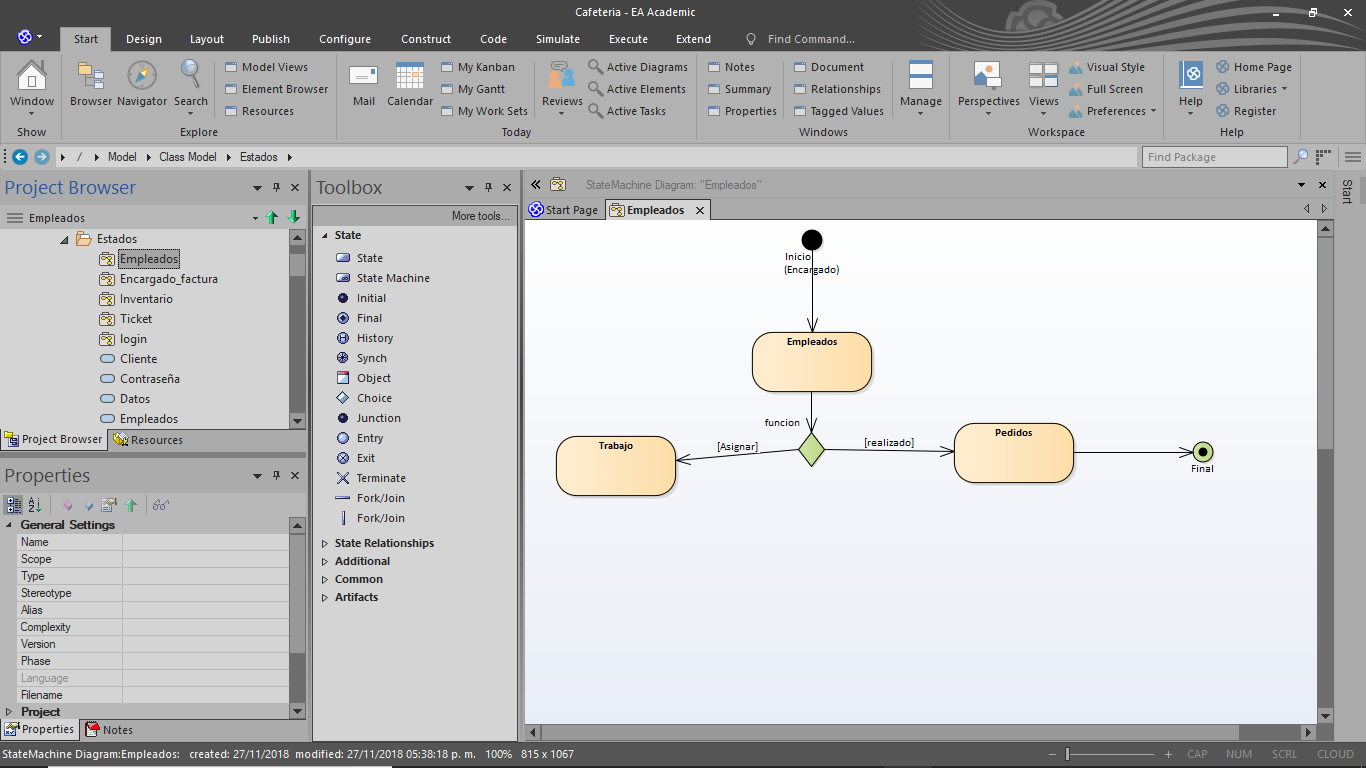 Cafeteria - EA Academic
Start Design Layout Publish Configure Construct Code Simulate Execute Extend Find Command...
Window
Show
Browser Navigator Search
Model Views
Element Browser
Resources
Explore
Mail Calendar
My Kanban
My Gantt
My Work Sets
Today
Reviews
Active Diagrams
Active Elements
Active Tasks
Notes
Summary
Properties
Document
Relationships
Tagged Values
Windows
Manage
Perspectives Views
Visual Style
Full Screen
Preferences
Workspace
Help
Home Page
Libraries
Register
Help
/ Model Class Model Estados
Find Package
Project Browser
Empleados
Estados
Empleados
Encargado_factura
Inventario
Ticket
login
Cliente
Contraseña
Datos
Empleados
Project Browser Resources
Properties
General Settings
Name
Scope
Type
Stereotype
Alias
Complexity
Version
Phase
Language
Filename
Project
Properties Notes
Toolbox
More tools...
State
State
State Machine
Initial
Final
History
Synch
Object
Choice
Junction
Entry
Exit
Terminate
Fork/Join
Fork/Join
State Relationships
Additional
Common
Artifacts
StateMachine Diagram: "Empleados"
Start Page Empleados
Inicio
(Encargado)
Empleados
funcion
[Asignar]
[realizado]
Trabajo
Pedidos
Final
Start
StateMachine Diagram:Empleados: created: 27/11/2018 modified: 27/11/2018 05:38:18 p. m. 100% 815 x 1067
CAP NUM SCRL CLOUD